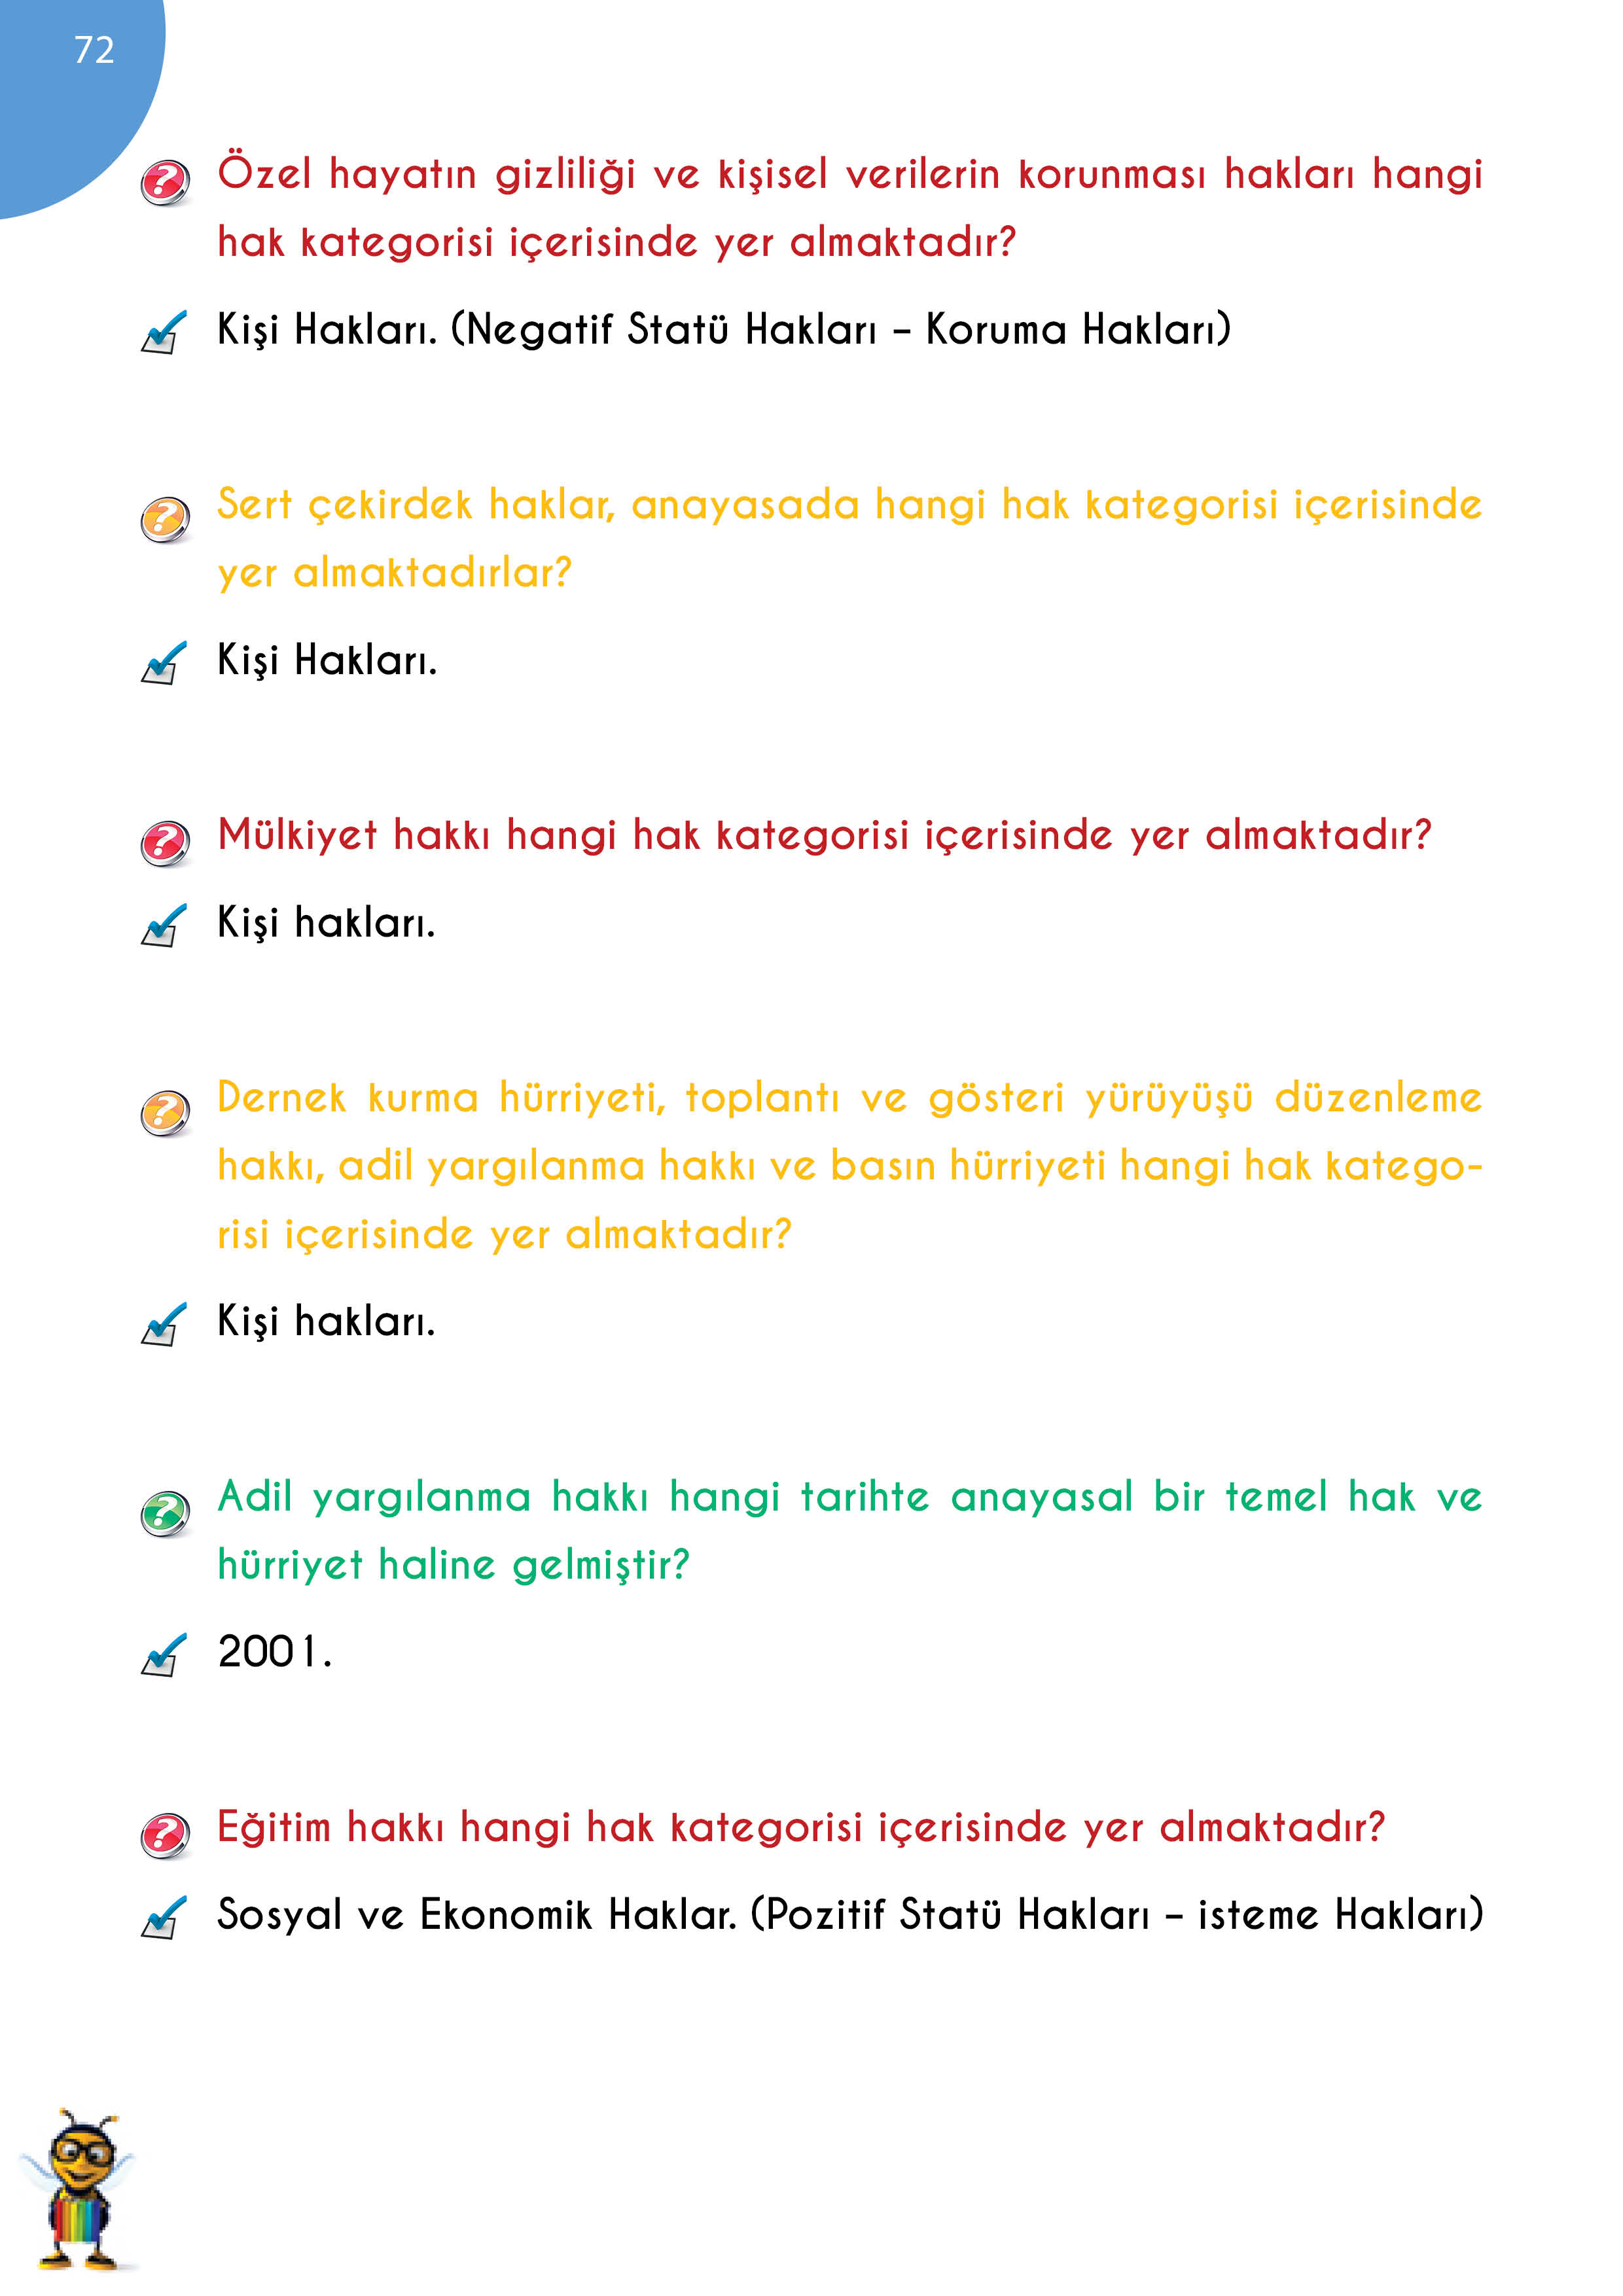 72
Özel hayatın gizliliği ve kişisel verilerin korunması hakları hangi
hak kategorisi içerisinde yer almaktadır?
Kişi Hakları. (Negatif Statü Hakları – Koruma Hakları)
Sert çekirdek haklar, anayasada hangi hak kategorisi içerisinde
yer almaktadırlar?
Kişi Hakları.
Mülkiyet hakkı hangi hak kategorisi içerisinde yer almaktadır?
Kişi hakları.
Dernek kurma hürriyeti, toplantı ve gösteri yürüyüşü düzenleme
hakkı, adil yargılanma hakkı ve basın hürriyeti hangi hak katego-
risi içerisinde yer almaktadır?
Kişi hakları.
Adil yargılanma hakkı hangi tarihte anayasal bir temel hak ve
hürriyet haline gelmiştir?
2001.
Eğitim hakkı hangi hak kategorisi içerisinde yer almaktadır?
Sosyal ve Ekonomik Haklar. (Pozitif Statü Hakları – isteme Hakları)